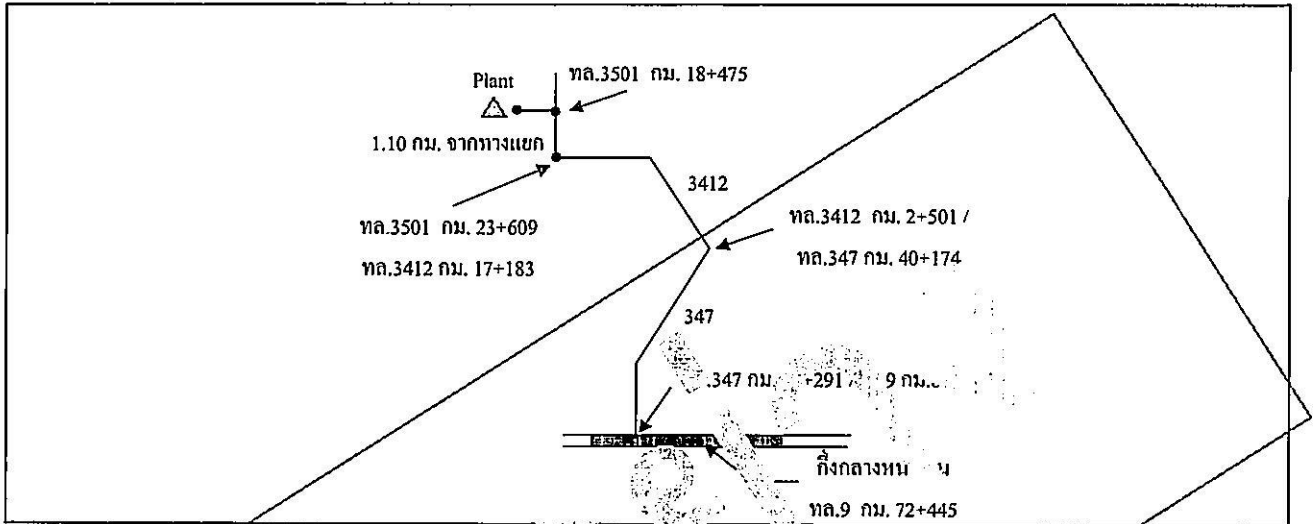 Plant
ทล.3501 กม. 18+475
1.10 กม. จากทางแยก
3412
ทล.3501 กม. 23+609
ทล.3412 กม. 17+183
ทล.3412 กม. 2+501 /
ทล.347 กม. 40+174
347
.347 กม. +291 9 กม.
กึ่งกลาง
ทล.9 กม. 72+445